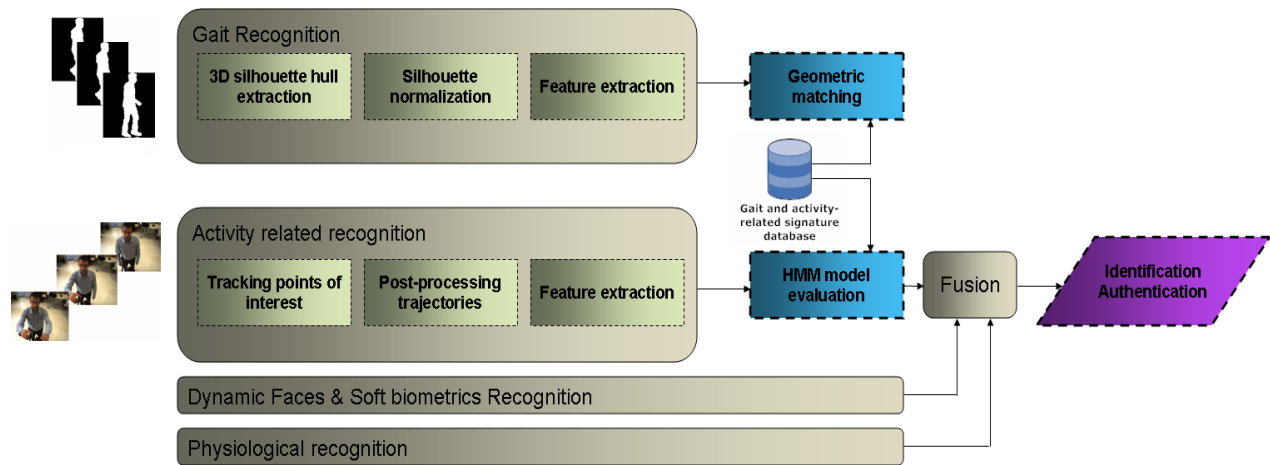 Gait Recognition
3D silhouette hull
extraction
Silhouette
normalization
Feature extraction
Geometric
matching
Gait and activity-
related signature
database
Activity related recognition
Tracking points of
interest
Post-processing
trajectories
Feature extraction
HMM model
evaluation
Fusion
Identification
Authentication
Dynamic Faces & Soft biometrics Recognition
Physiological recognition